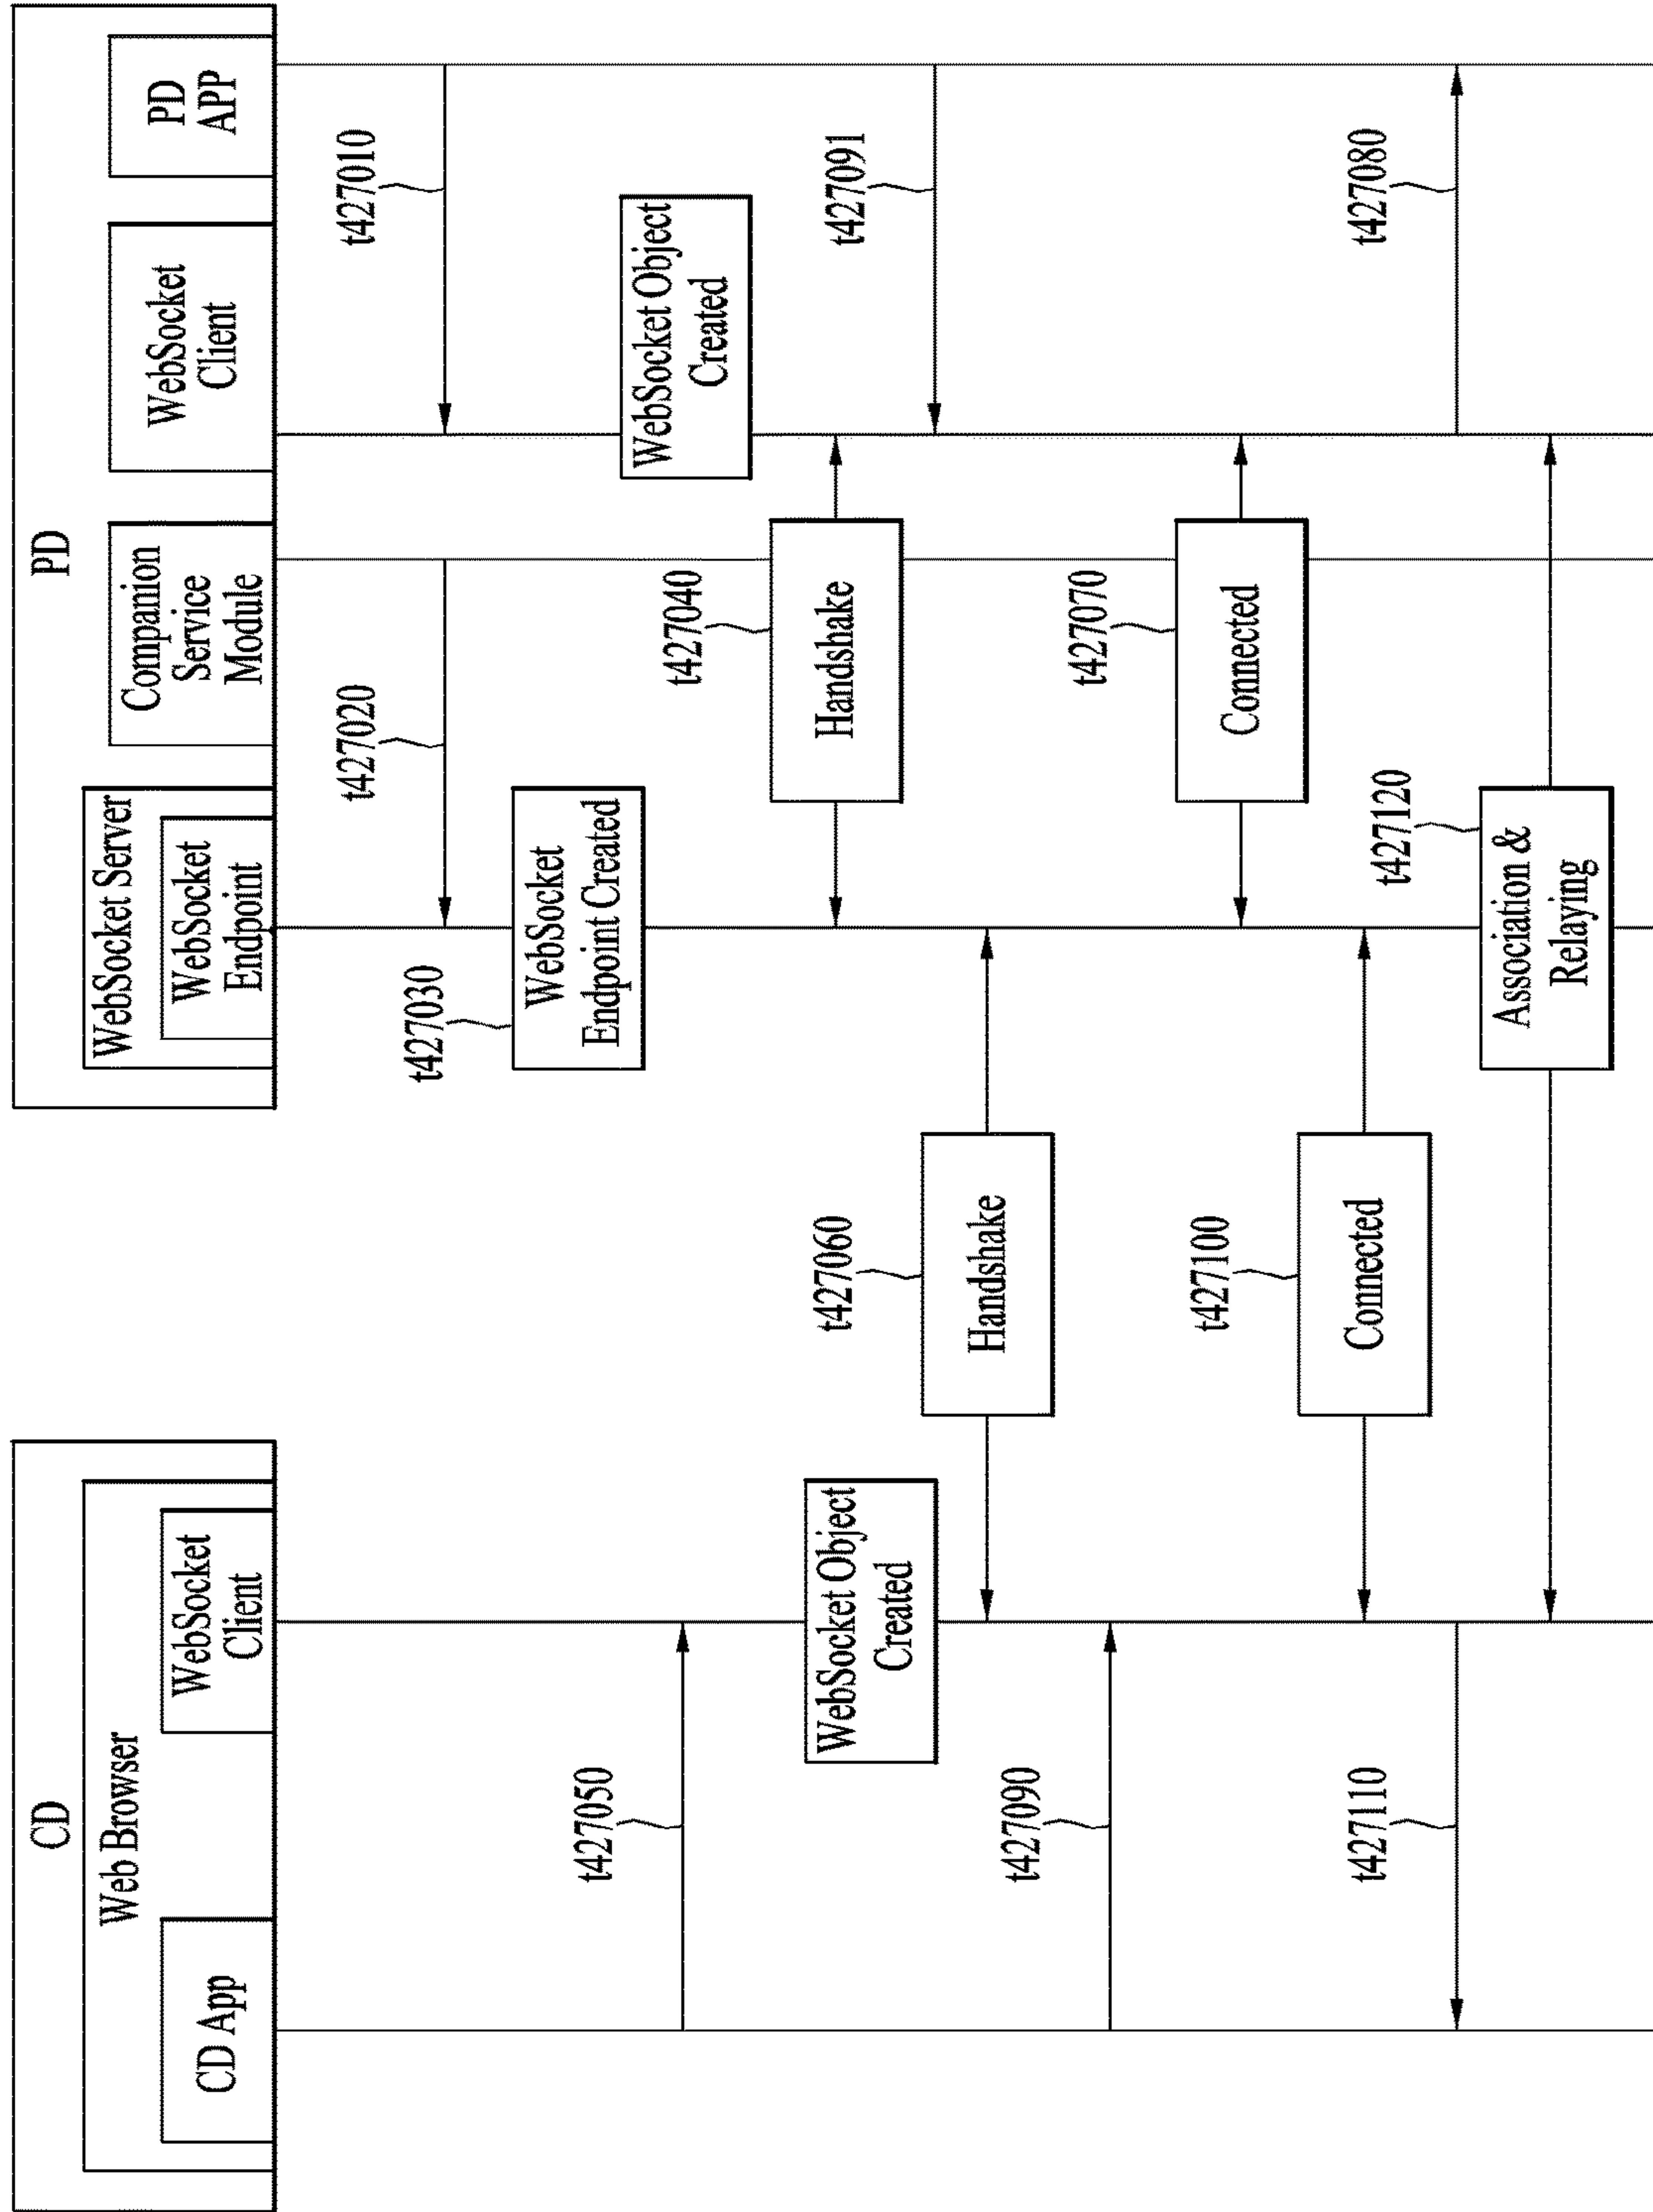 CD
Web Browser
CD App
WebSocket
Client
PD
WebSocket Server
WebSocket
Endpoint
Companion
Service
Module
WebSocket
Client
PD
APP
t427020
t427010
t427030
WebSocket
Endpoint Created
t427050
WebSocket Object
Created
t427040
Handshake
WebSocket Object
Created
t427060
Handshake
t427091
t427090
t427070
Connected
t427100
Connected
t427110
t427080
t427120
Association &
Relaying